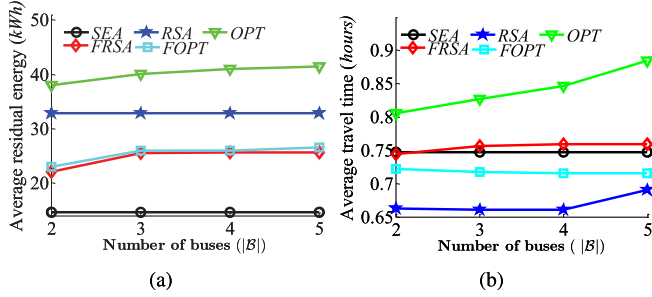 Average residual energy (kWh)
50
40
30
20
SEA RSA OPT
FRSA FOPT
2 3 4 5
Number of buses (|B|)
(a)
Average travel time (hours)
0.9
0.85
0.8
0.75
0.7
0.65
SEA RSA OPT
FRSA FOPT
2 3 4 5
Number of buses ( |B|)
(b)